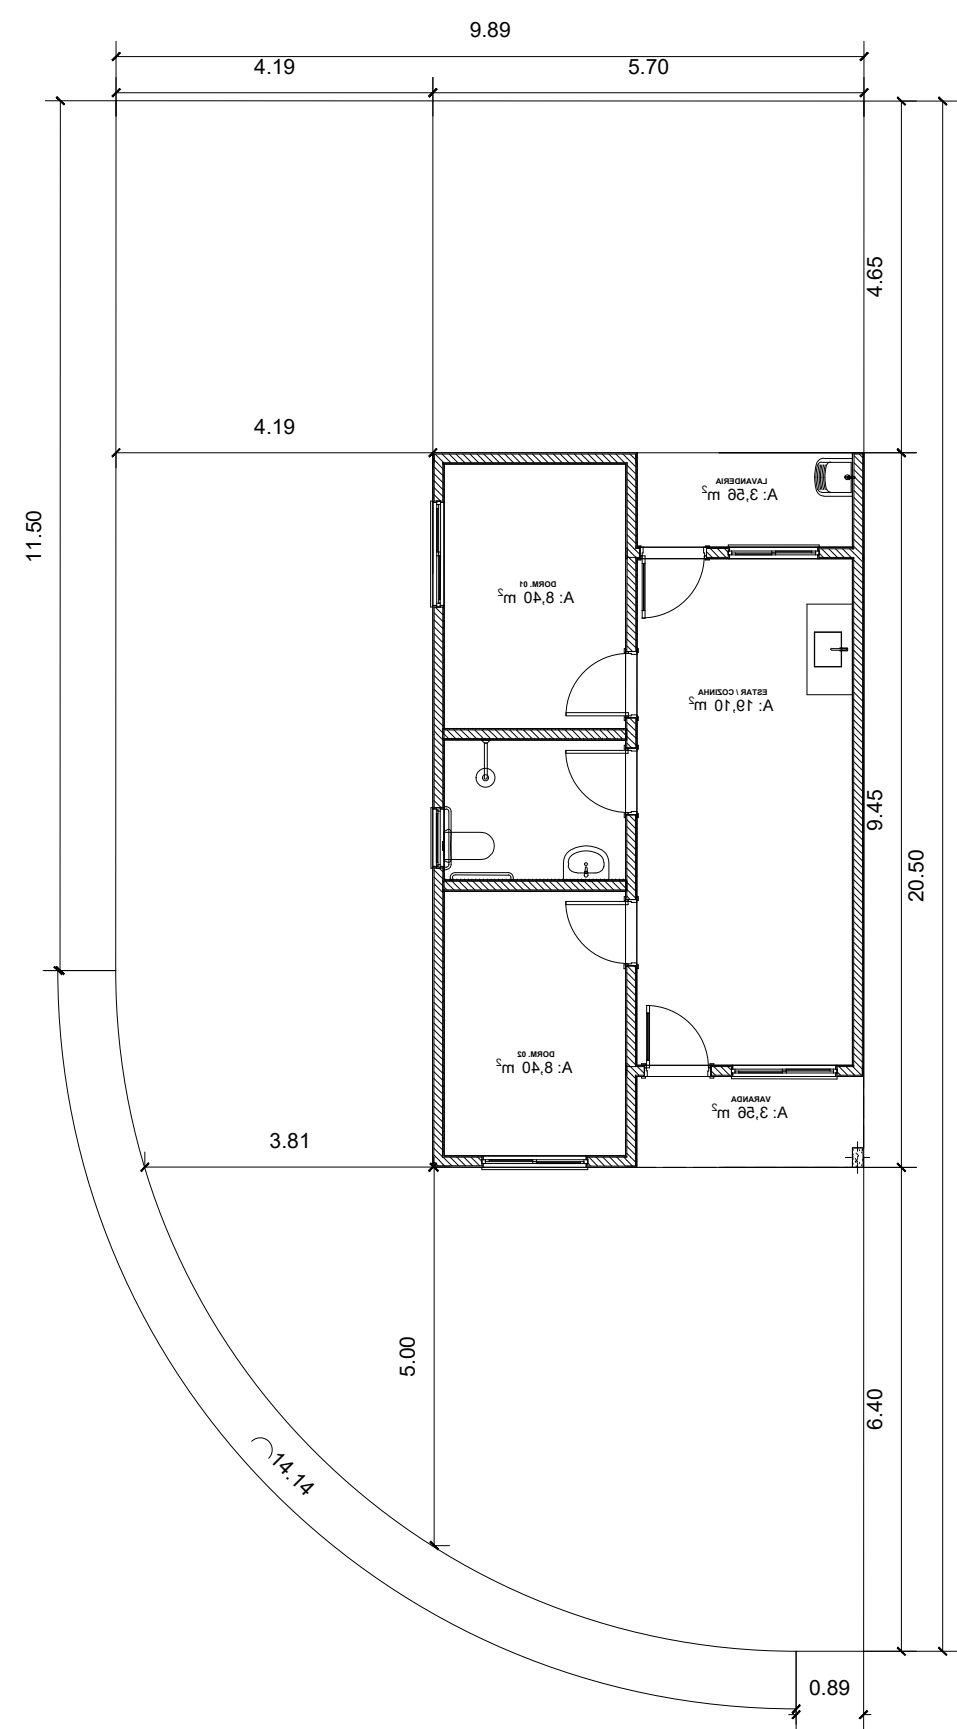 9.89
4.19
5.70
4.65
4.19
11.50
LAVANDERIA
A: 3,56 m²
DORM. 01
A: 8,40 m²
ESTAR / COZINHA
A: 19,10 m²
9.45
20.50
DORM. 02
A: 8,40 m²
VARANDA
A: 3,56 m²
3.81
5.00
6.40
14.14
0.89